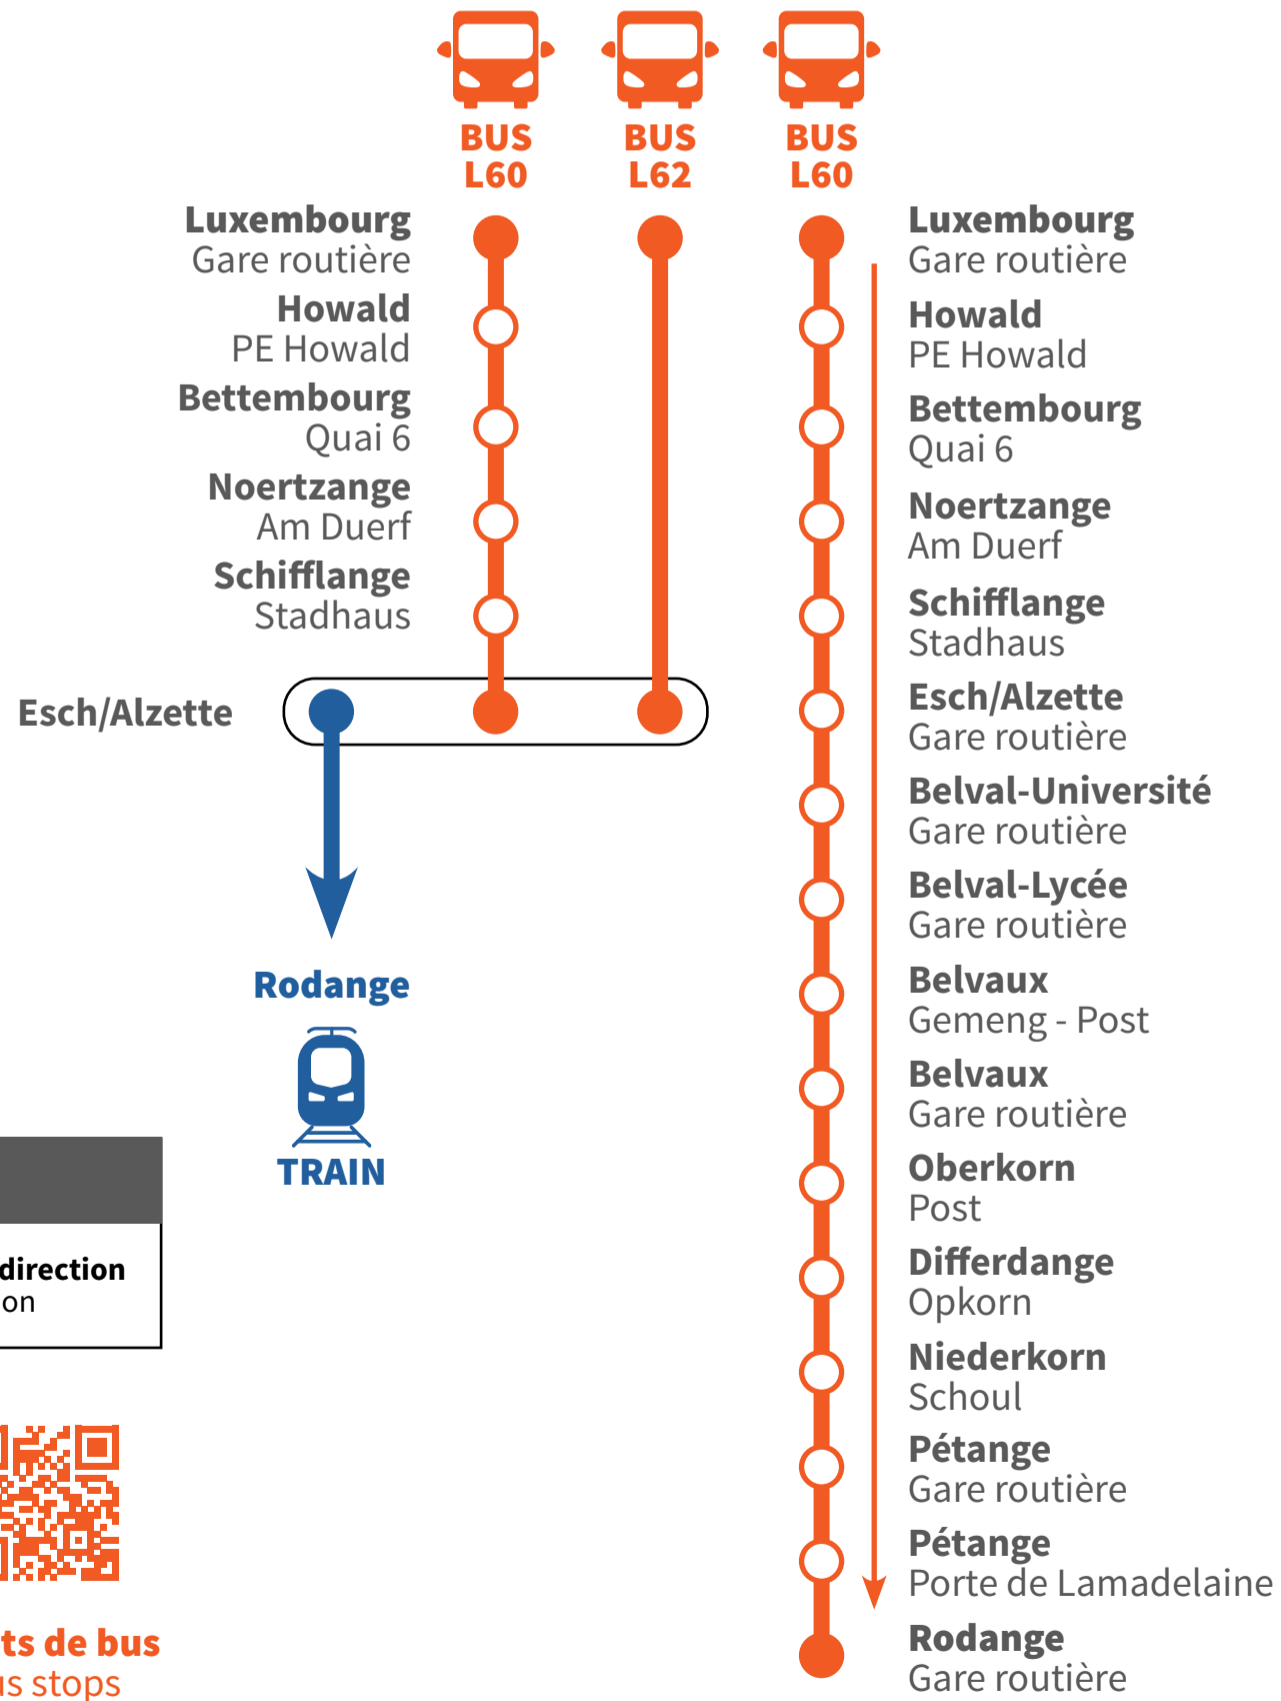 BUS
L60
BUS
L62
BUS
L60
Luxembourg
Gare routière
Howald
PE Howald
Bettembourg
Quai 6
Noertzange
Am Duerf
Schifflange
Stadhaus
Esch/Alzette
Rodange
TRAIN
Luxembourg
Gare routière
Howald
PE Howald
Bettembourg
Quai 6
Noertzange
Am Duerf
Schifflange
Stadhaus
Esch/Alzette
Gare routière
Belval-Université
Gare routière
Belval-Lycée
Gare routière
Belvaux
Gemeng - Post
Belvaux
Gare routière
Oberkorn
Post
Differdange
Opkorn
Niederkorn
Schoul
Pétange
Gare routière
Pétange
Porte de Lamadelaine
Rodange
Gare routière
direction
on
ts de bus
us stops